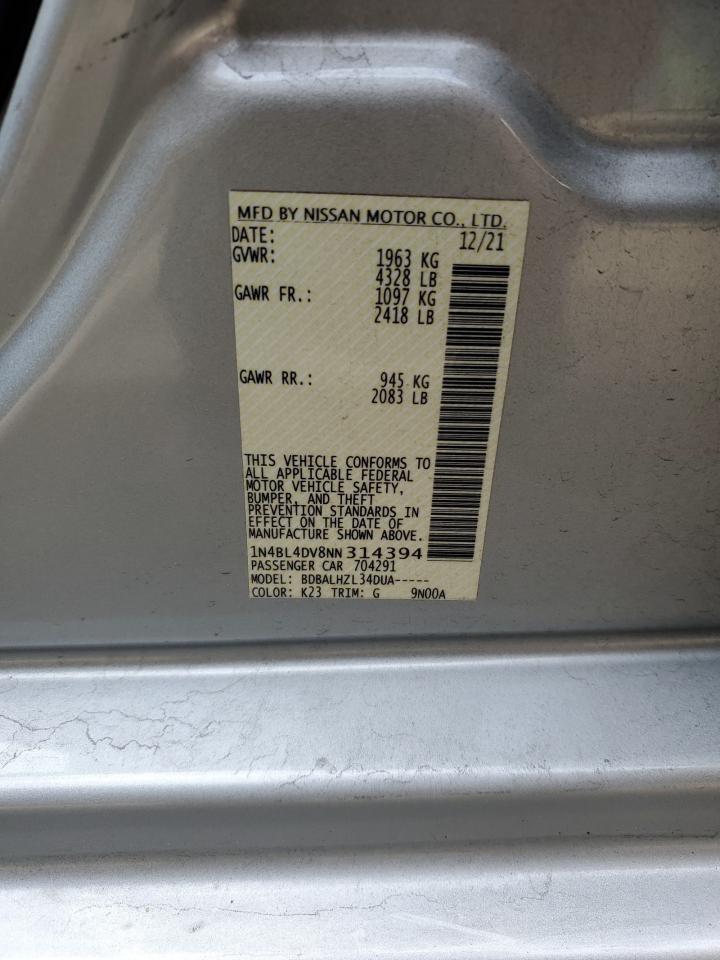 MFD BY NISSAN MOTOR CO., LTD.
DATE: 12/21
GVWR: 1963 KG
4328 LB
GAWR FR.: 1097 KG
2418 LB
GAWR RR.: 945 KG
2083 LB
THIS VEHICLE CONFORMS TO
ALL APPLICABLE FEDERAL
MOTOR VEHICLE SAFETY,
BUMPER, AND THEFT
PREVENTION STANDARDS IN
EFFECT ON THE DATE OF
MANUFACTURE SHOWN ABOVE.
1N4BL4DV8NN314394
PASSENGER CAR 704291
MODEL: BDBALHZL34DUA-----
COLOR: K23 TRIM: G 9N00A